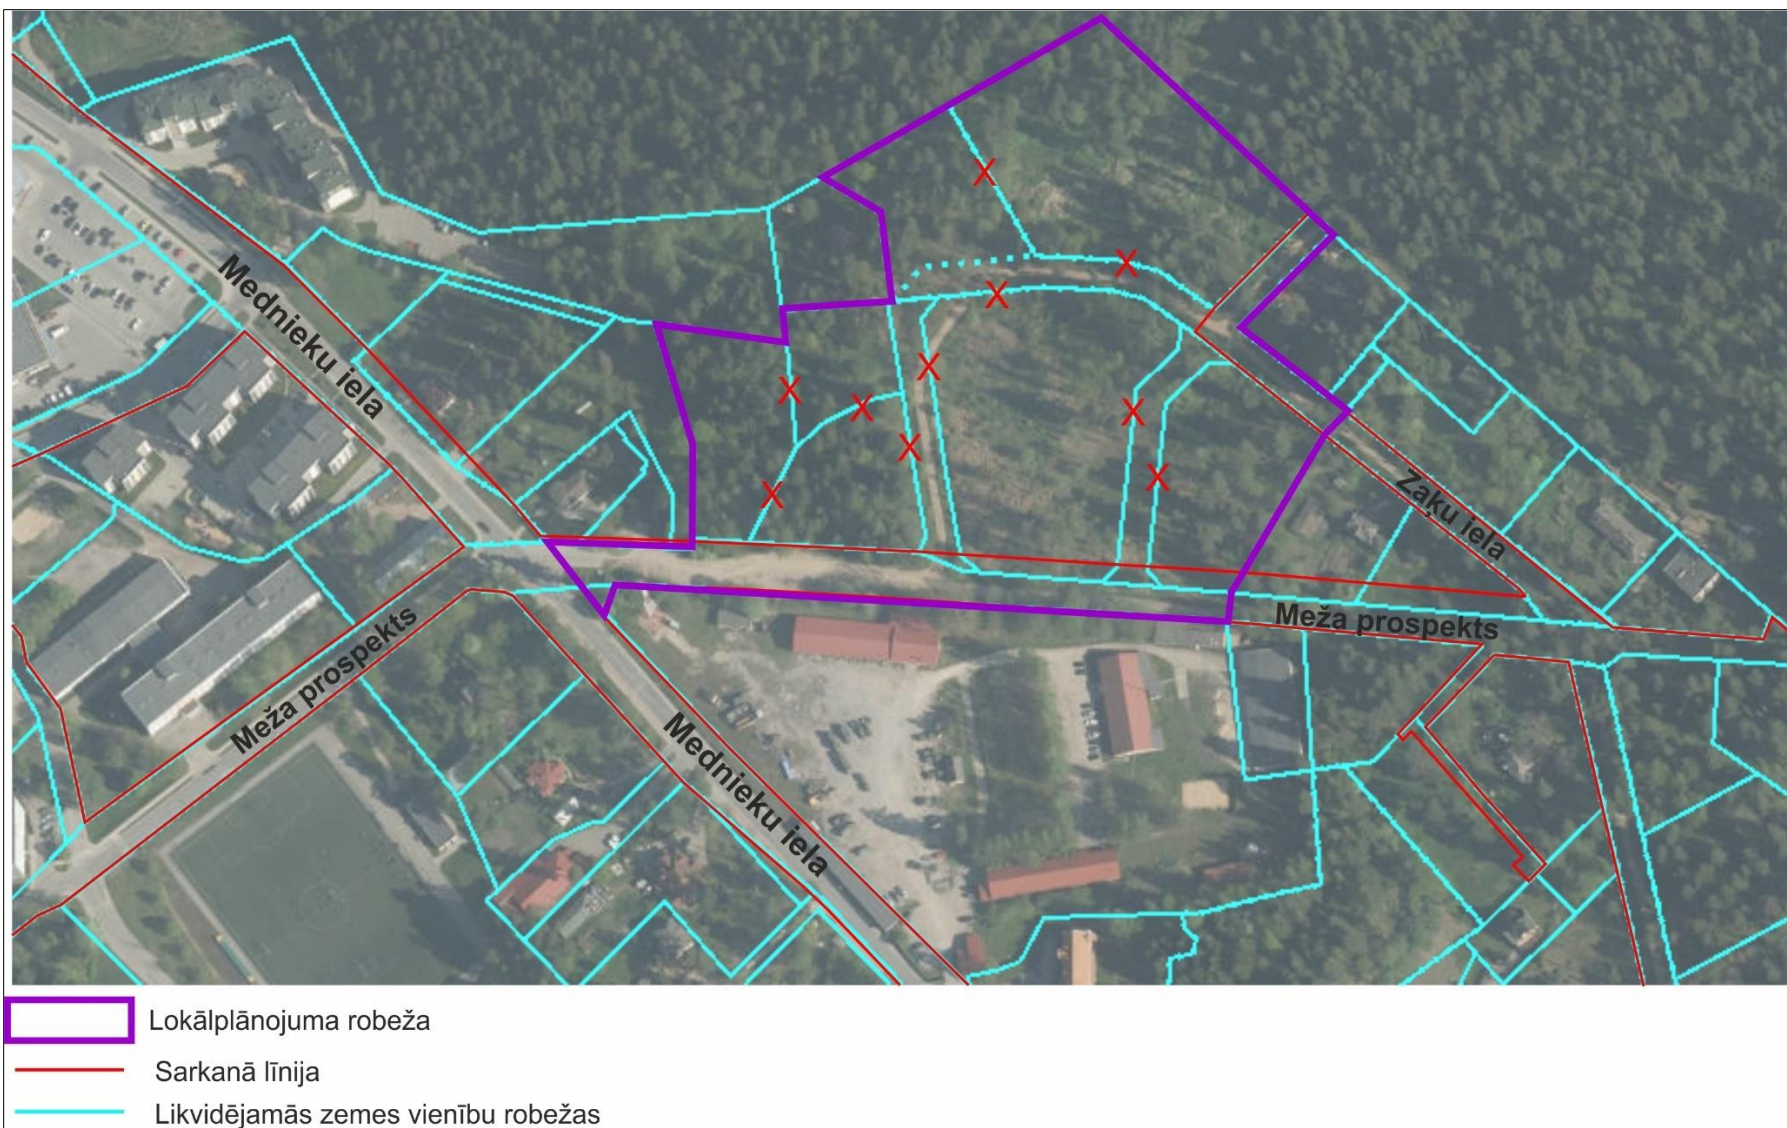 Mednieku iela
Zaķu iela
Meža prospekts
Meža prospekts
Mednieku iela
Lokālplānojuma robeža
Sarkanā līnija
Likvidējamās zemes vienību robežas